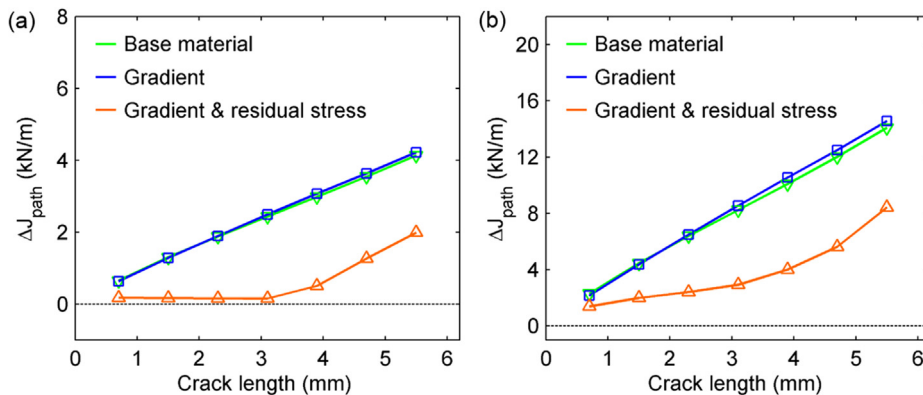 (a)
8
6
4
2
0
ΔJpath (kN/m)
Base material
Gradient
Gradient & residual stress
0 1 2 3 4 5 6
Crack length (mm)
(b)
20
16
12
8
4
0
ΔJpath (kN/m)
Base material
Gradient
Gradient & residual stress
0 1 2 3 4 5 6
Crack length (mm)